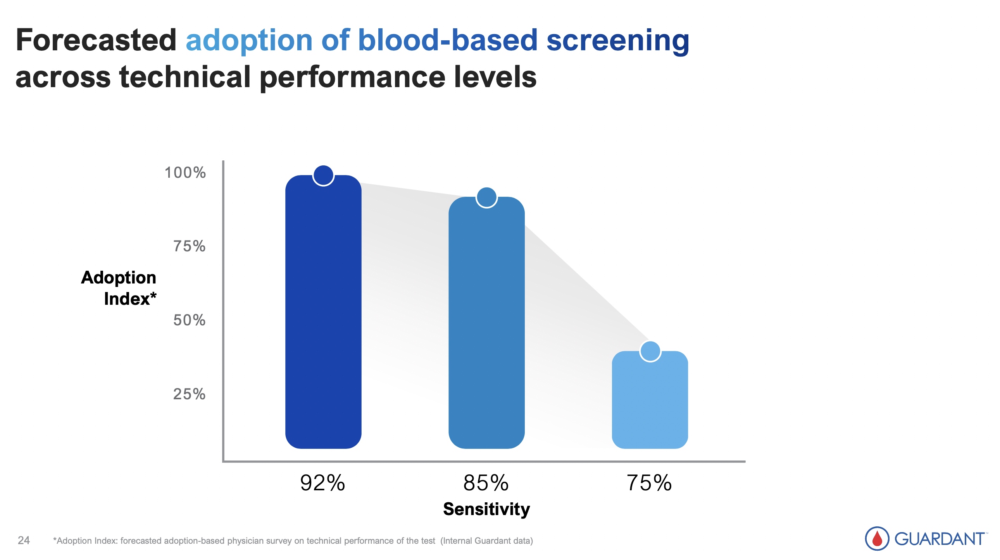 Forecasted adoption of blood-based screening
across technical performance levels
100%
75%
Adoption
Index*
50%
25%
92%
85%
75%
Sensitivity
24
*Adoption Index: forecasted adoption-based physician survey on technical performance of the test (Internal Guardant data)
GUARDANT™